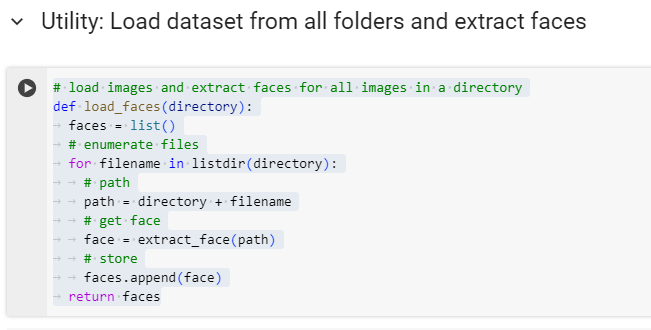 Utility: Load dataset from all folders and extract faces
# load images and extract faces for all images in a directory
def load_faces(directory):
faces = list()
# enumerate files
for filename in listdir(directory):
# path
path = directory + filename
# get face
face = extract_face(path)
# store
faces.append(face)
return faces